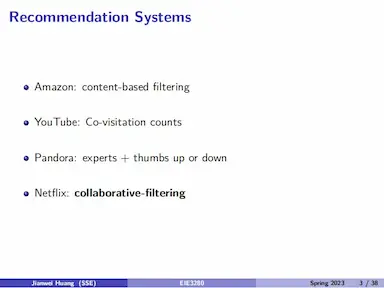 Recommendation Systems
Amazon: content-based filtering
YouTube: Co-visitation counts
Pandora: experts + thumbs up or down
Netflix: collaborative-filtering
Jianwei Huang (SSE) EIE3280 Spring 2023 3 / 38